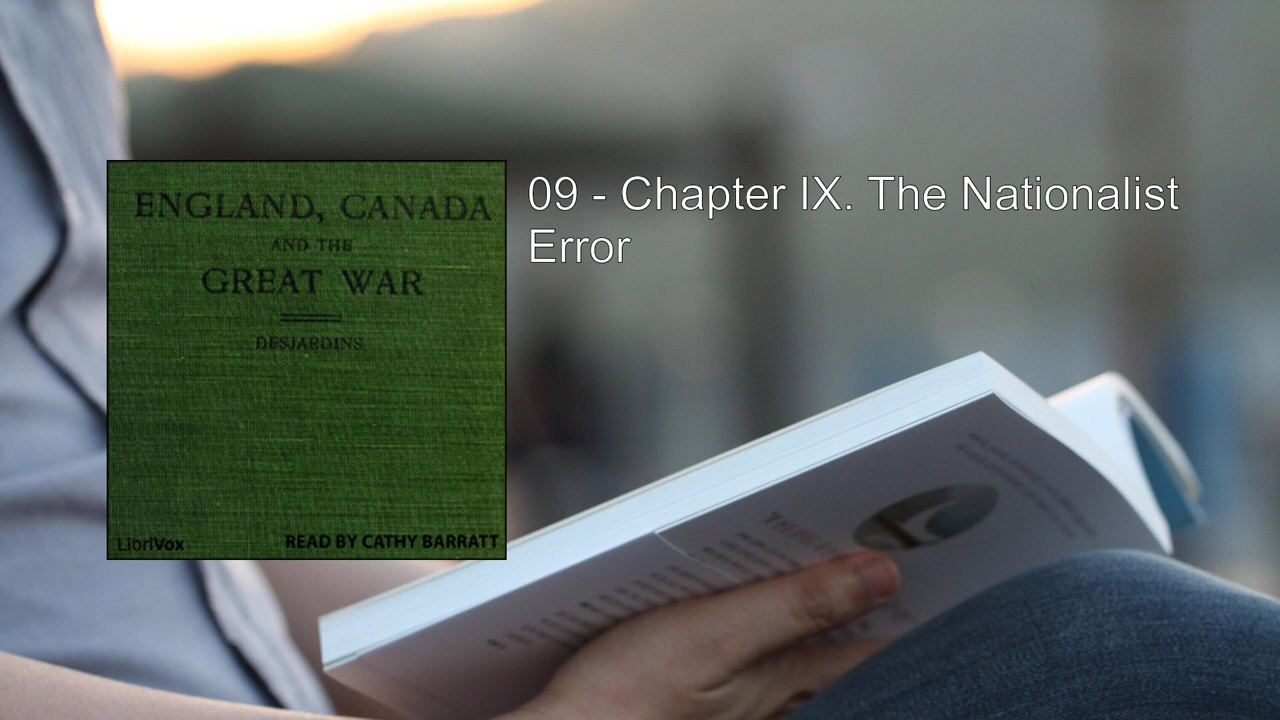 ENGLAND, CANADA
AND THE
GREAT WAR
DESJARDINS
LibriVox
READ BY CATHY BARRATT
09 - Chapter IX. The Nationalist
Error